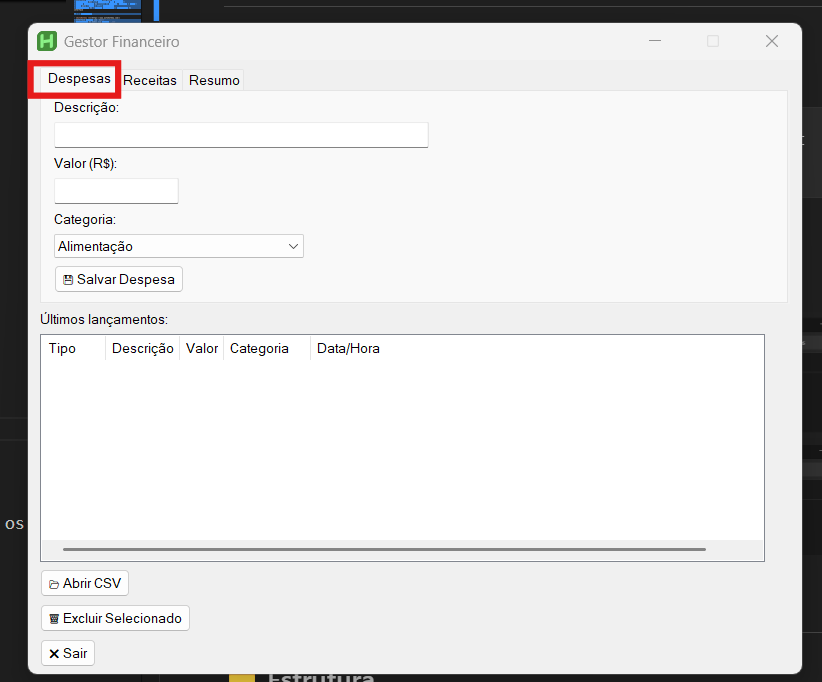 Gestor Financeiro
Despesas Receitas Resumo
Descrição:
Valor (R$):
Categoria:
Alimentação
Salvar Despesa
Últimos lançamentos:
Tipo Descrição Valor Categoria Data/Hora
os
Abrir CSV
Excluir Selecionado
Sair
Estrutura